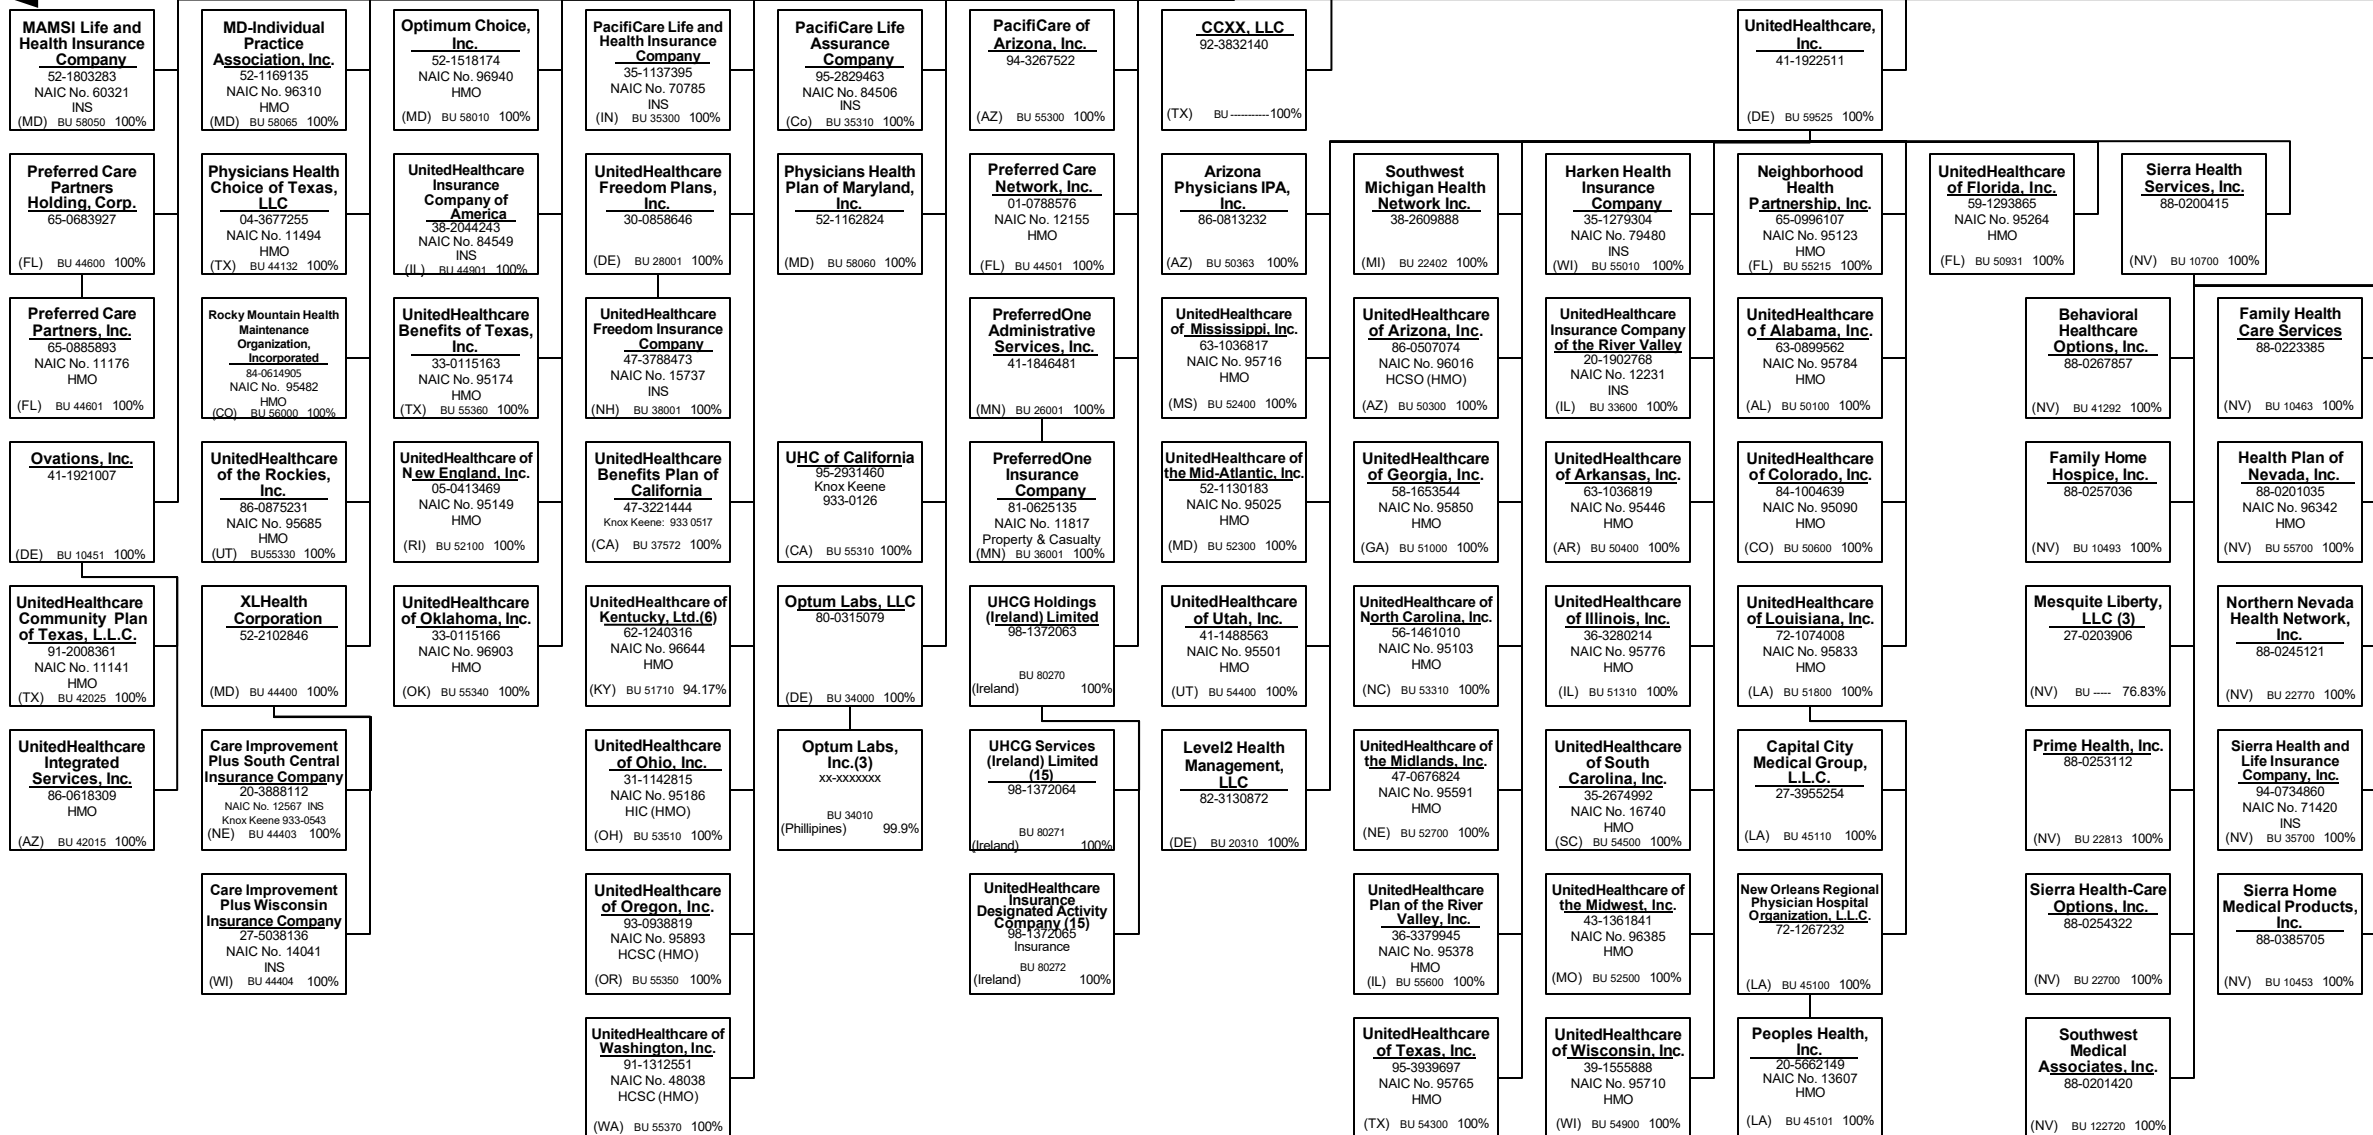 MAMSI Life and
Health Insurance
Company
52-1803283
NAIC No. 60321
INS
(MD) BU 58050 100%
MD-Individual
Practice
Association, Inc.
52-1169135
NAIC No. 96310
HMO
(MD) BU 58065 100%
Optimum Choice,
Inc.
52-1518174
NAIC No. 96940
HMO
(MD) BU 58010 100%
PacifiCare Life and
Health Insurance
Company
35-1137395
NAIC No. 70785
INS
(IN) BU 35300 100%
PacifiCare Life
Assurance
Company
95-2829463
NAIC No. 84506
INS
(Co) BU 35310 100%
PacifiCare of
Arizona, Inc.
94-3267522
(AZ) BU 55300 100%
CCXX, LLC
92-3832140
(TX) BU -----------100%
UnitedHealthcare,
Inc.
41-1922511
(DE) BU 59525 100%
Preferred Care
Partners
Holding, Corp.
65-0683927
(FL) BU 44600 100%
Physicians Health
Choice of Texas,
LLC
04-3677255
NAIC No. 11494
HMO
(TX) BU 44132 100%
UnitedHealthcare
Insurance
Company of
America
38-2044243
NAIC No. 84549
INS
(IL) BU 44901 100%
UnitedHealthcare
Freedom Plans,
Inc.
30-0858646
(DE) BU 28001 100%
Physicians Health
Plan of Maryland,
Inc.
52-1162824
(MD) BU 58060 100%
Preferred Care
Network, Inc.
01-0788576
NAIC No. 12155
HMO
(FL) BU 44501 100%
Arizona
Physicians IPA,
Inc.
86-0813232
(AZ) BU 50363 100%
Southwest
Michigan Health
Network Inc.
38-2609888
(MI) BU 22402 100%
Harken Health
Insurance
Company
35-1279304
NAIC No. 79480
INS
(WI) BU 55010 100%
Neighborhood
Health
Partnership, Inc.
65-0996107
NAIC No. 95123
HMO
(FL) BU 55215 100%
UnitedHealthcare
of Florida, Inc.
59-1293865
NAIC No. 95264
HMO
(FL) BU 50931 100%
Sierra Health
Services, Inc.
88-0200415
(NV) BU 10700 100%
Preferred Care
Partners, Inc.
65-0885893
NAIC No. 11176
HMO
(FL) BU 44601 100%
Rocky Mountain Health
Maintenance
Organization,
Incorporated
84-0614905
NAIC No. 95482
HMO
(CO) BU 56000 100%
UnitedHealthcare
Benefits of Texas,
Inc.
33-0115163
NAIC No. 95174
HMO
(TX) BU 55360 100%
UnitedHealthcare
Freedom Insurance
Company
47-3788473
NAIC No. 15737
INS
(NH) BU 38001 100%
PreferredOne
Administrative
Services, Inc.
41-1846481
(MN) BU 26001 100%
UnitedHealthcare
of Mississippi, Inc.
63-1036817
NAIC No. 95716
HMO
(MS) BU 52400 100%
UnitedHealthcare
of Arizona, Inc.
86-0507074
NAIC No. 96016
HCSO (HMO)
(AZ) BU 50300 100%
UnitedHealthcare
Insurance Company
of the River Valley
20-1902768
NAIC No. 12231
INS
(IL) BU 33600 100%
UnitedHealthcare
of Alabama, Inc.
63-0899562
NAIC No. 95784
HMO
(AL) BU 50100 100%
Behavioral
Healthcare
Options, Inc.
88-0267857
(NV) BU 41292 100%
Family Health
Care Services
88-0223385
(NV) BU 10463 100%
Ovations, Inc.
41-1921007
(DE) BU 10451 100%
UnitedHealthcare
of the Rockies,
Inc.
86-0875231
NAIC No. 95685
HMO
(UT) BU55330 100%
UnitedHealthcare of
New England, Inc.
05-0413469
NAIC No. 95149
HMO
(RI) BU 52100 100%
UnitedHealthcare
Benefits Plan of
California
47-3221444
Knox Keene: 933 0517
(CA) BU 37572 100%
UHC of California
95-2931460
Knox Keene
933-0126
(CA) BU 55310 100%
PreferredOne
Insurance
Company
81-0625135
NAIC No. 11817
Property & Casualty
(MN) BU 36001 100%
UnitedHealthcare of
the Mid-Atlantic, Inc.
52-1130183
NAIC No. 95025
HMO
(MD) BU 52300 100%
UnitedHealthcare
of Georgia, Inc.
58-1653544
NAIC No. 95850
HMO
(GA) BU 51000 100%
UnitedHealthcare
of Arkansas, Inc.
63-1036819
NAIC No. 95446
HMO
(AR) BU 50400 100%
UnitedHealthcare
of Colorado, Inc.
84-1004639
NAIC No. 95090
HMO
(CO) BU 50600 100%
Family Home
Hospice, Inc.
88-0257036
(NV) BU 10493 100%
Health Plan of
Nevada, Inc.
88-0201035
NAIC No. 96342
HMO
(NV) BU 55700 100%
UnitedHealthcare
Community Plan
of Texas, L.L.C.
91-2008361
NAIC No. 11141
HMO
(TX) BU 42025 100%
XLHealth
Corporation
52-2102846
(MD) BU 44400 100%
UnitedHealthcare
of Oklahoma, Inc.
33-0115166
NAIC No. 96903
HMO
(OK) BU 55340 100%
UnitedHealthcare of
Kentucky, Ltd.(6)
62-1240316
NAIC No. 96644
HMO
(KY) BU 51710 94.17%
Optum Labs, LLC
80-0315079
(DE) BU 34000 100%
UHCG Holdings
(Ireland) Limited
98-1372063
BU 80270
(Ireland) 100%
UnitedHealthcare
of Utah, Inc.
41-1488563
NAIC No. 95501
HMO
(UT) BU 54400 100%
UnitedHealthcare of
North Carolina, Inc.
56-1461010
NAIC No. 95103
HMO
(NC) BU 53310 100%
UnitedHealthcare
of Illinois, Inc.
36-3280214
NAIC No. 95776
HMO
(IL) BU 51310 100%
UnitedHealthcare
of Louisiana, Inc.
72-1074008
NAIC No. 95833
HMO
(LA) BU 51800 100%
Mesquite Liberty,
LLC (3)
27-0203906
(NV) BU ----- 76.83%
Northern Nevada
Health Network,
Inc.
88-0245121
(NV) BU 22770 100%
UnitedHealthcare
Integrated
Services, Inc.
86-0618309
HMO
(AZ) BU 42015 100%
Care Improvement
Plus South Central
Insurance Company
20-3888112
NAIC No. 12567 INS
Knox Keene 933-0543
(NE) BU 44403 100%
UnitedHealthcare
of Ohio, Inc.
31-1142815
NAIC No. 95186
HIC (HMO)
(OH) BU 53510 100%
Optum Labs,
Inc.(3)
xx-xxxxxxx
BU 34010
(Phillipines) 99.9%
UHCG Services
(Ireland) Limited
(15)
98-1372064
BU 80271
(Ireland) 100%
Level2 Health
Management,
LLC
82-3130872
(DE) BU 20310 100%
UnitedHealthcare of
the Midlands, Inc.
47-0676824
NAIC No. 95591
HMO
(NE) BU 52700 100%
UnitedHealthcare
of South
Carolina, Inc.
35-2674992
NAIC No. 16740
HMO
(SC) BU 54500 100%
Capital City
Medical Group,
L.L.C.
27-3955254
(LA) BU 45110 100%
Prime Health, Inc.
88-0253112
(NV) BU 22813 100%
Sierra Health and
Life Insurance
Company, Inc.
94-0734860
NAIC No. 71420
INS
(NV) BU 35700 100%
Care Improvement
Plus Wisconsin
Insurance Company
27-5038136
NAIC No. 14041
INS
(WI) BU 44404 100%
UnitedHealthcare
of Oregon, Inc.
93-0938819
NAIC No. 95893
HCSC (HMO)
(OR) BU 55350 100%
UnitedHealthcare
Insurance
Designated Activity
Company (15)
98-1372065
Insurance
BU 80272
(Ireland) 100%
UnitedHealthcare
Plan of the River
Valley, Inc.
36-3379945
NAIC No. 95378
HMO
(IL) BU 55600 100%
UnitedHealthcare of
the Midwest, Inc.
43-1361841
NAIC No. 96385
HMO
(MO) BU 52500 100%
New Orleans Regional
Physician Hospital
Organization, L.L.C.
72-1267232
(LA) BU 45100 100%
Sierra Health-Care
Options, Inc.
88-0254322
(NV) BU 22700 100%
Sierra Home
Medical Products,
Inc.
88-0385705
(NV) BU 10453 100%
UnitedHealthcare of
Washington, Inc.
91-1312551
NAIC No. 48038
HCSC (HMO)
(WA) BU 55370 100%
UnitedHealthcare
of Texas, Inc.
95-3939697
NAIC No. 95765
HMO
(TX) BU 54300 100%
UnitedHealthcare
of Wisconsin, Inc.
39-1555888
NAIC No. 95710
HMO
(WI) BU 54900 100%
Peoples Health,
Inc.
20-5662149
NAIC No. 13607
HMO
(LA) BU 45101 100%
Southwest
Medical
Associates, Inc.
88-0201420
(NV) BU 122720 100%